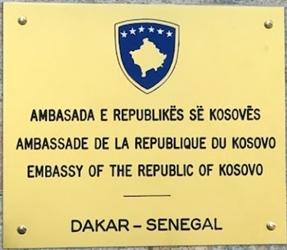 AMBASADA E REPUBLIKËS SË KOSOVËS
AMBASSADE DE LA REPUBLIQUE DU KOSOVO
EMBASSY OF THE REPUBLIC OF KOSOVO
DAKAR – SENEGAL